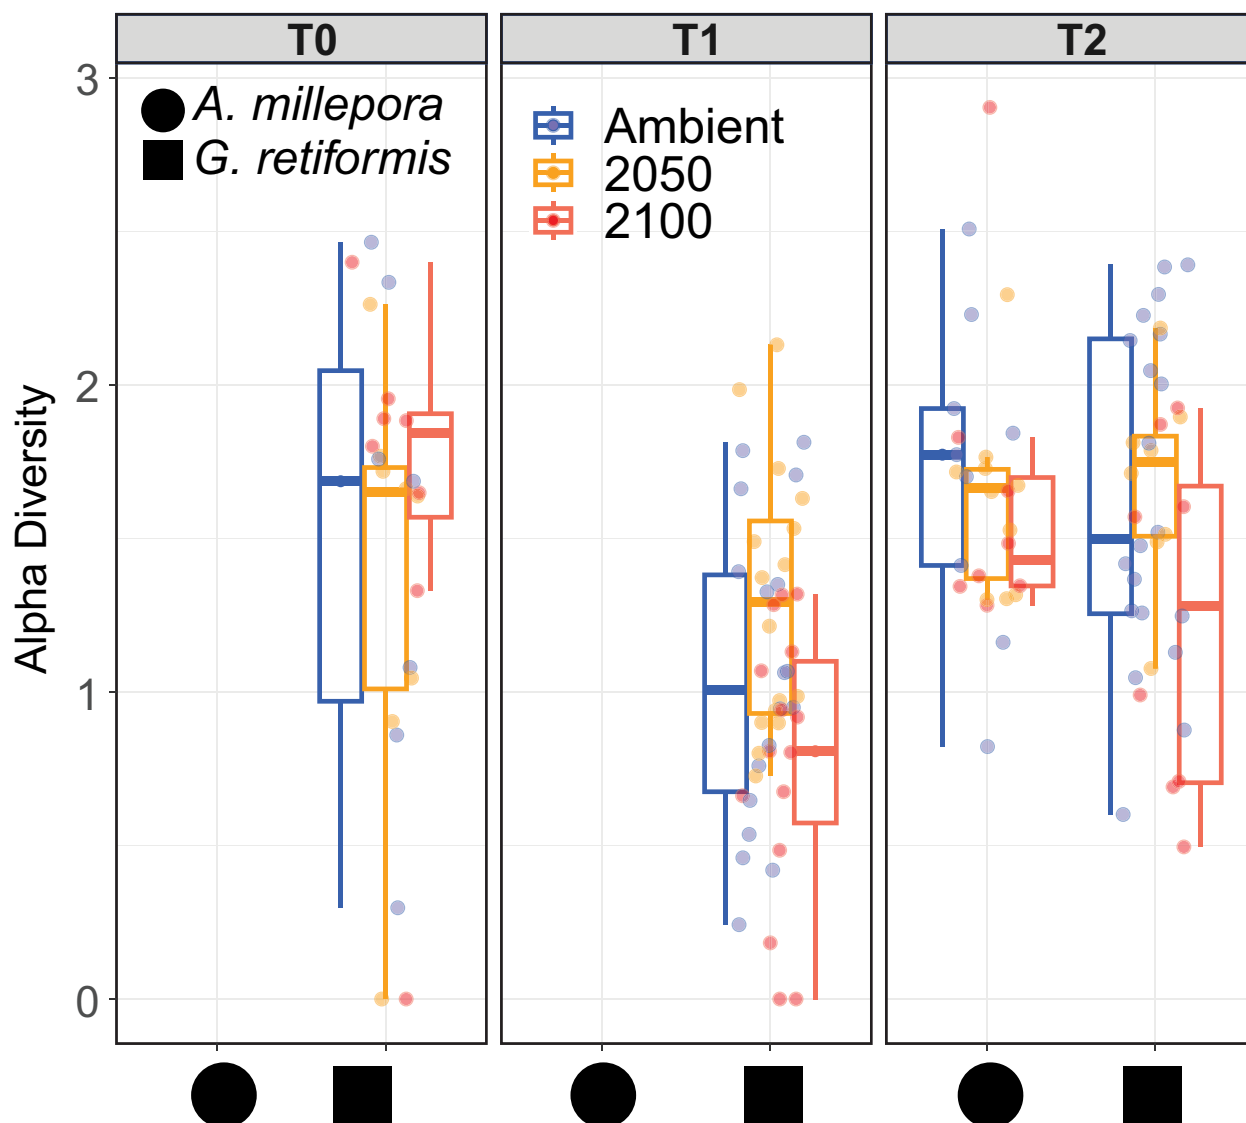 T0 T1 T2
3
A. millepora
G. retiformis
Ambient
2050
2100
2
1
0
Alpha Diversity